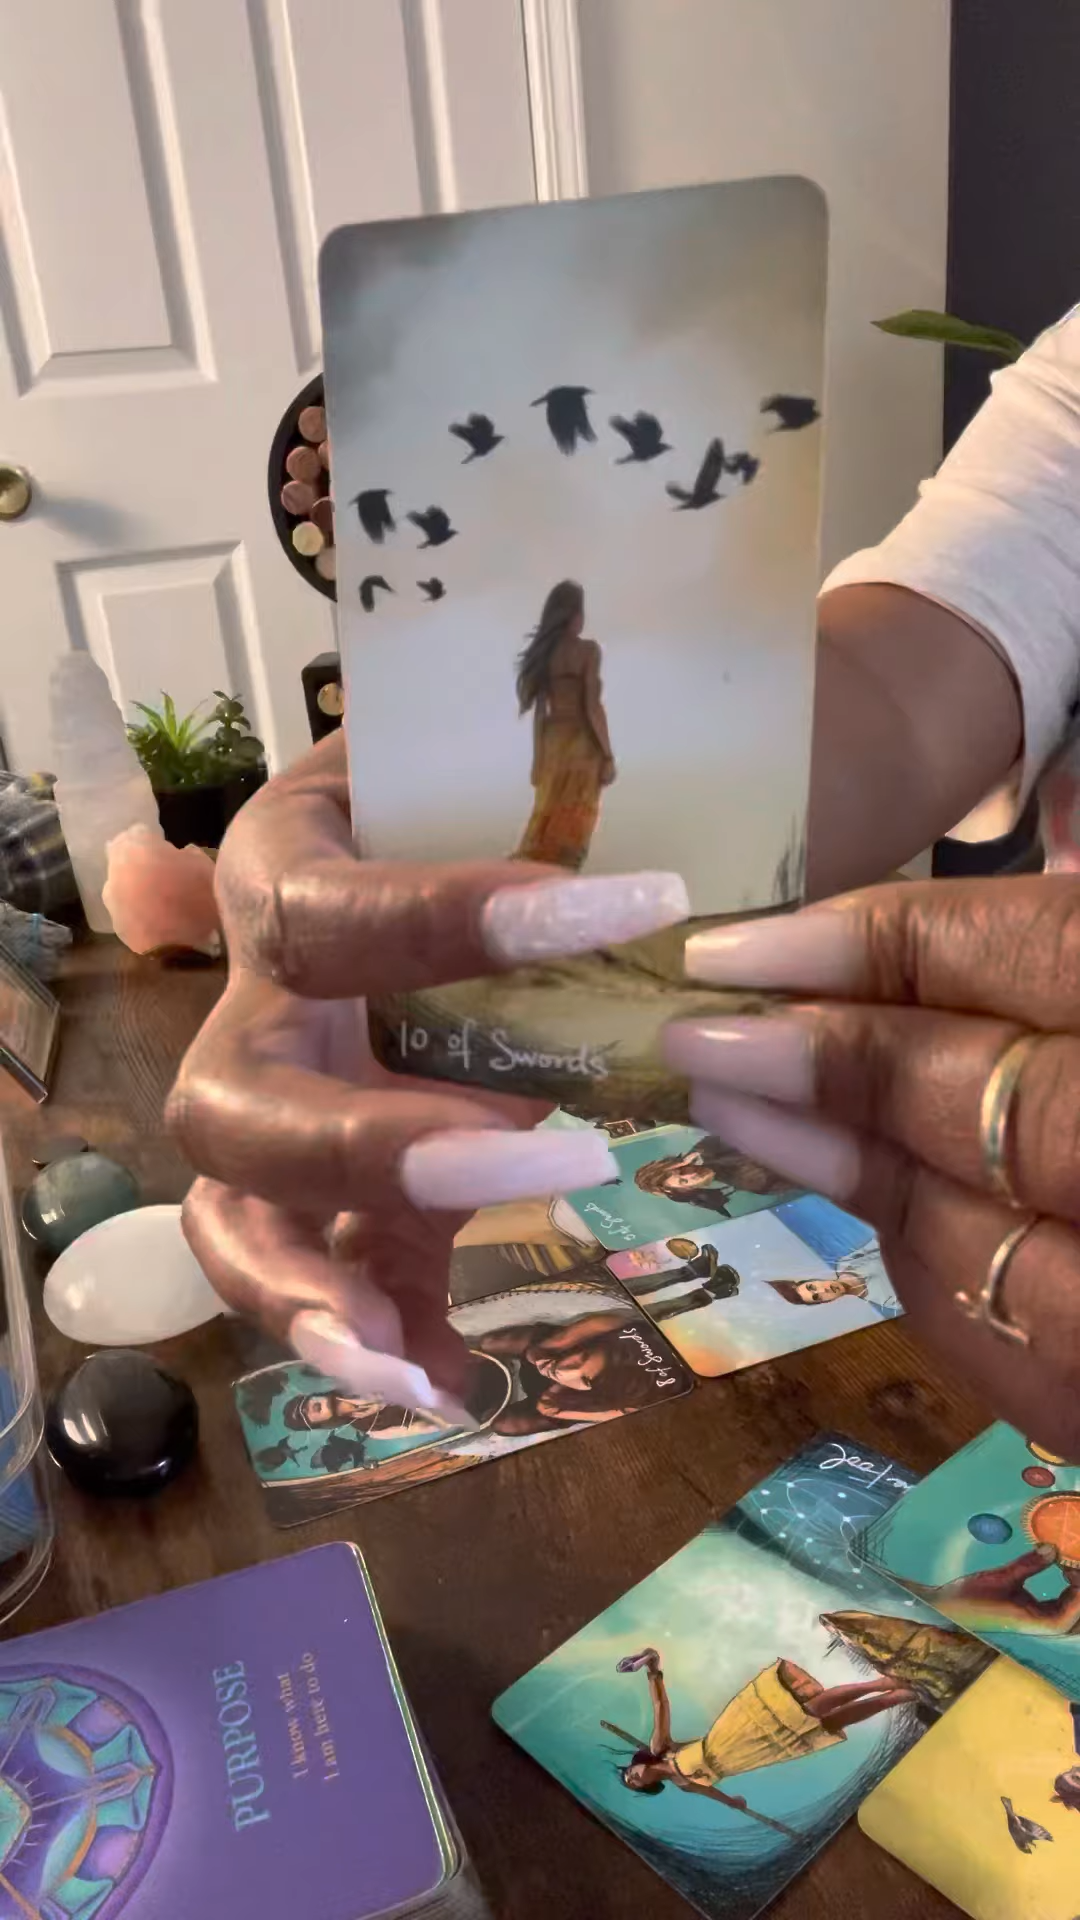 10 of Swords
8 of Swords
PURPOSE
I know what
I am here to do